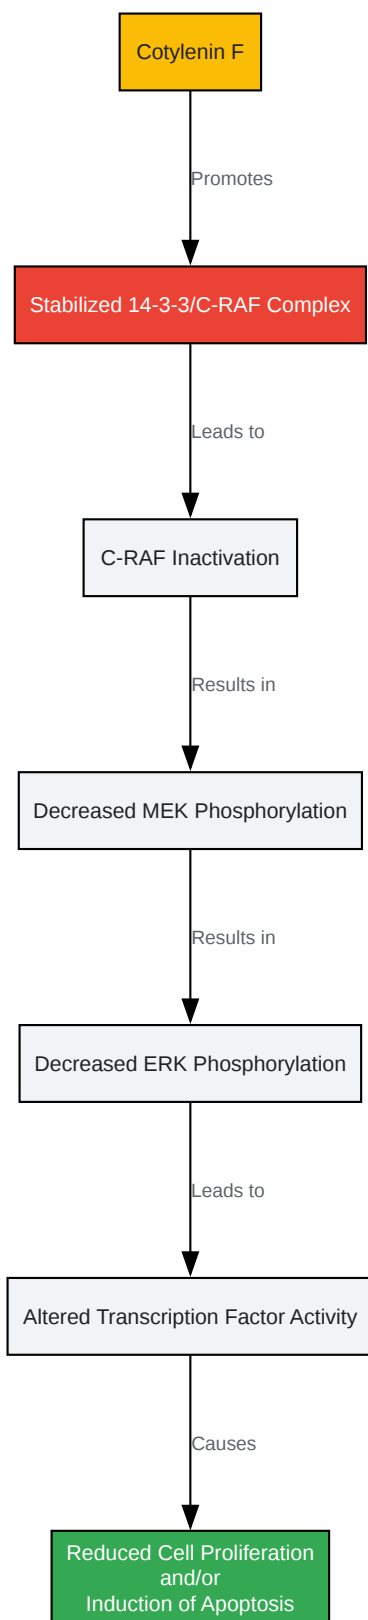 Cotylenin F
Promotes
Stabilized 14-3-3/C-RAF Complex
Leads to
C-RAF Inactivation
Results in
Decreased MEK Phosphorylation
Results in
Decreased ERK Phosphorylation
Leads to
Altered Transcription Factor Activity
Causes
Reduced Cell Proliferation
and/or
Induction of Apoptosis